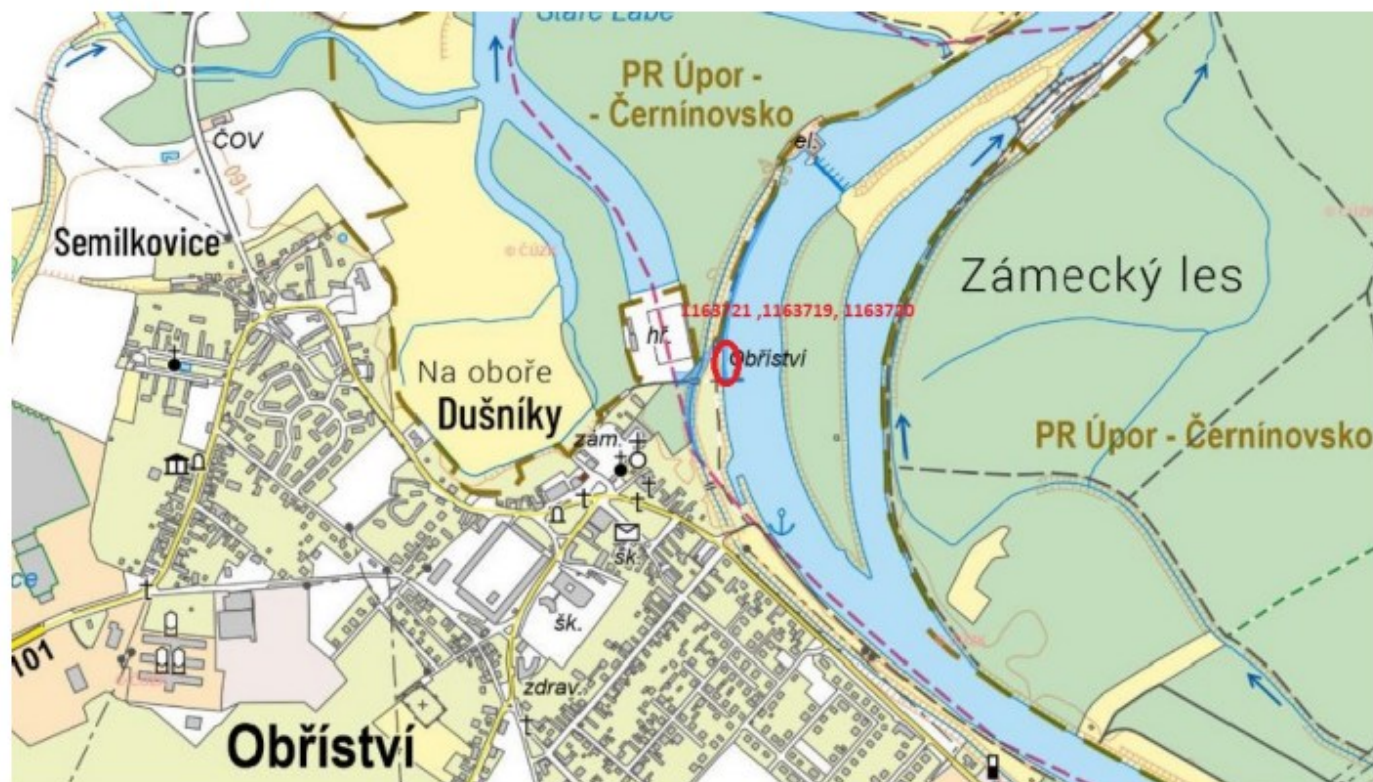 Staré Labe
PR Úpor -
- Černínovsko
ČOV
el.
160
Semilkovice
© ČÚZK
© ČÚZK
Zámecký les
1163721 ,1163719, 1163720
hř.
Obříství
Na oboře
Dušníky
zám.
PR Úpor - Černínovsko
šk.
šk.
101
zdrav.
Obříství